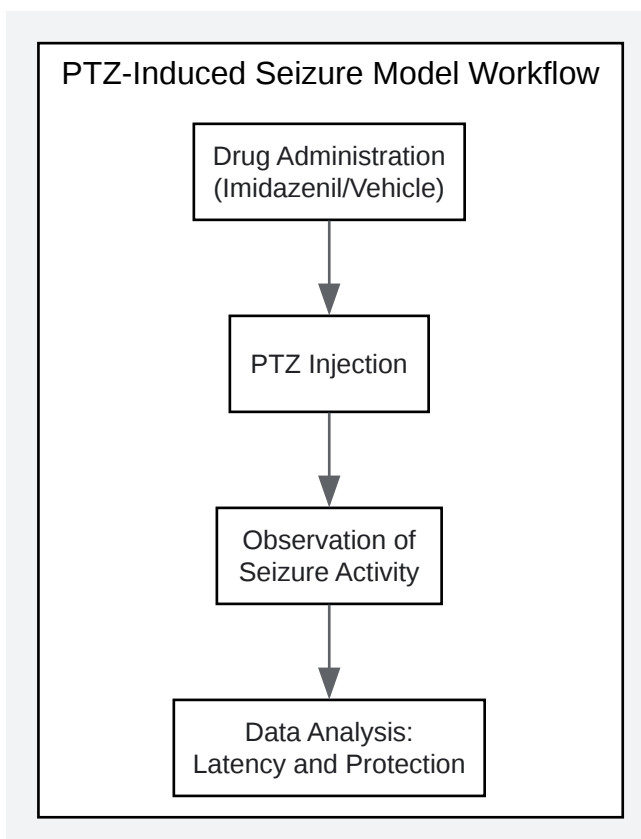 PTZ-Induced Seizure Model Workflow
Drug Administration
(Imidazenil/Vehicle)
PTZ Injection
Observation of
Seizure Activity
Data Analysis:
Latency and Protection